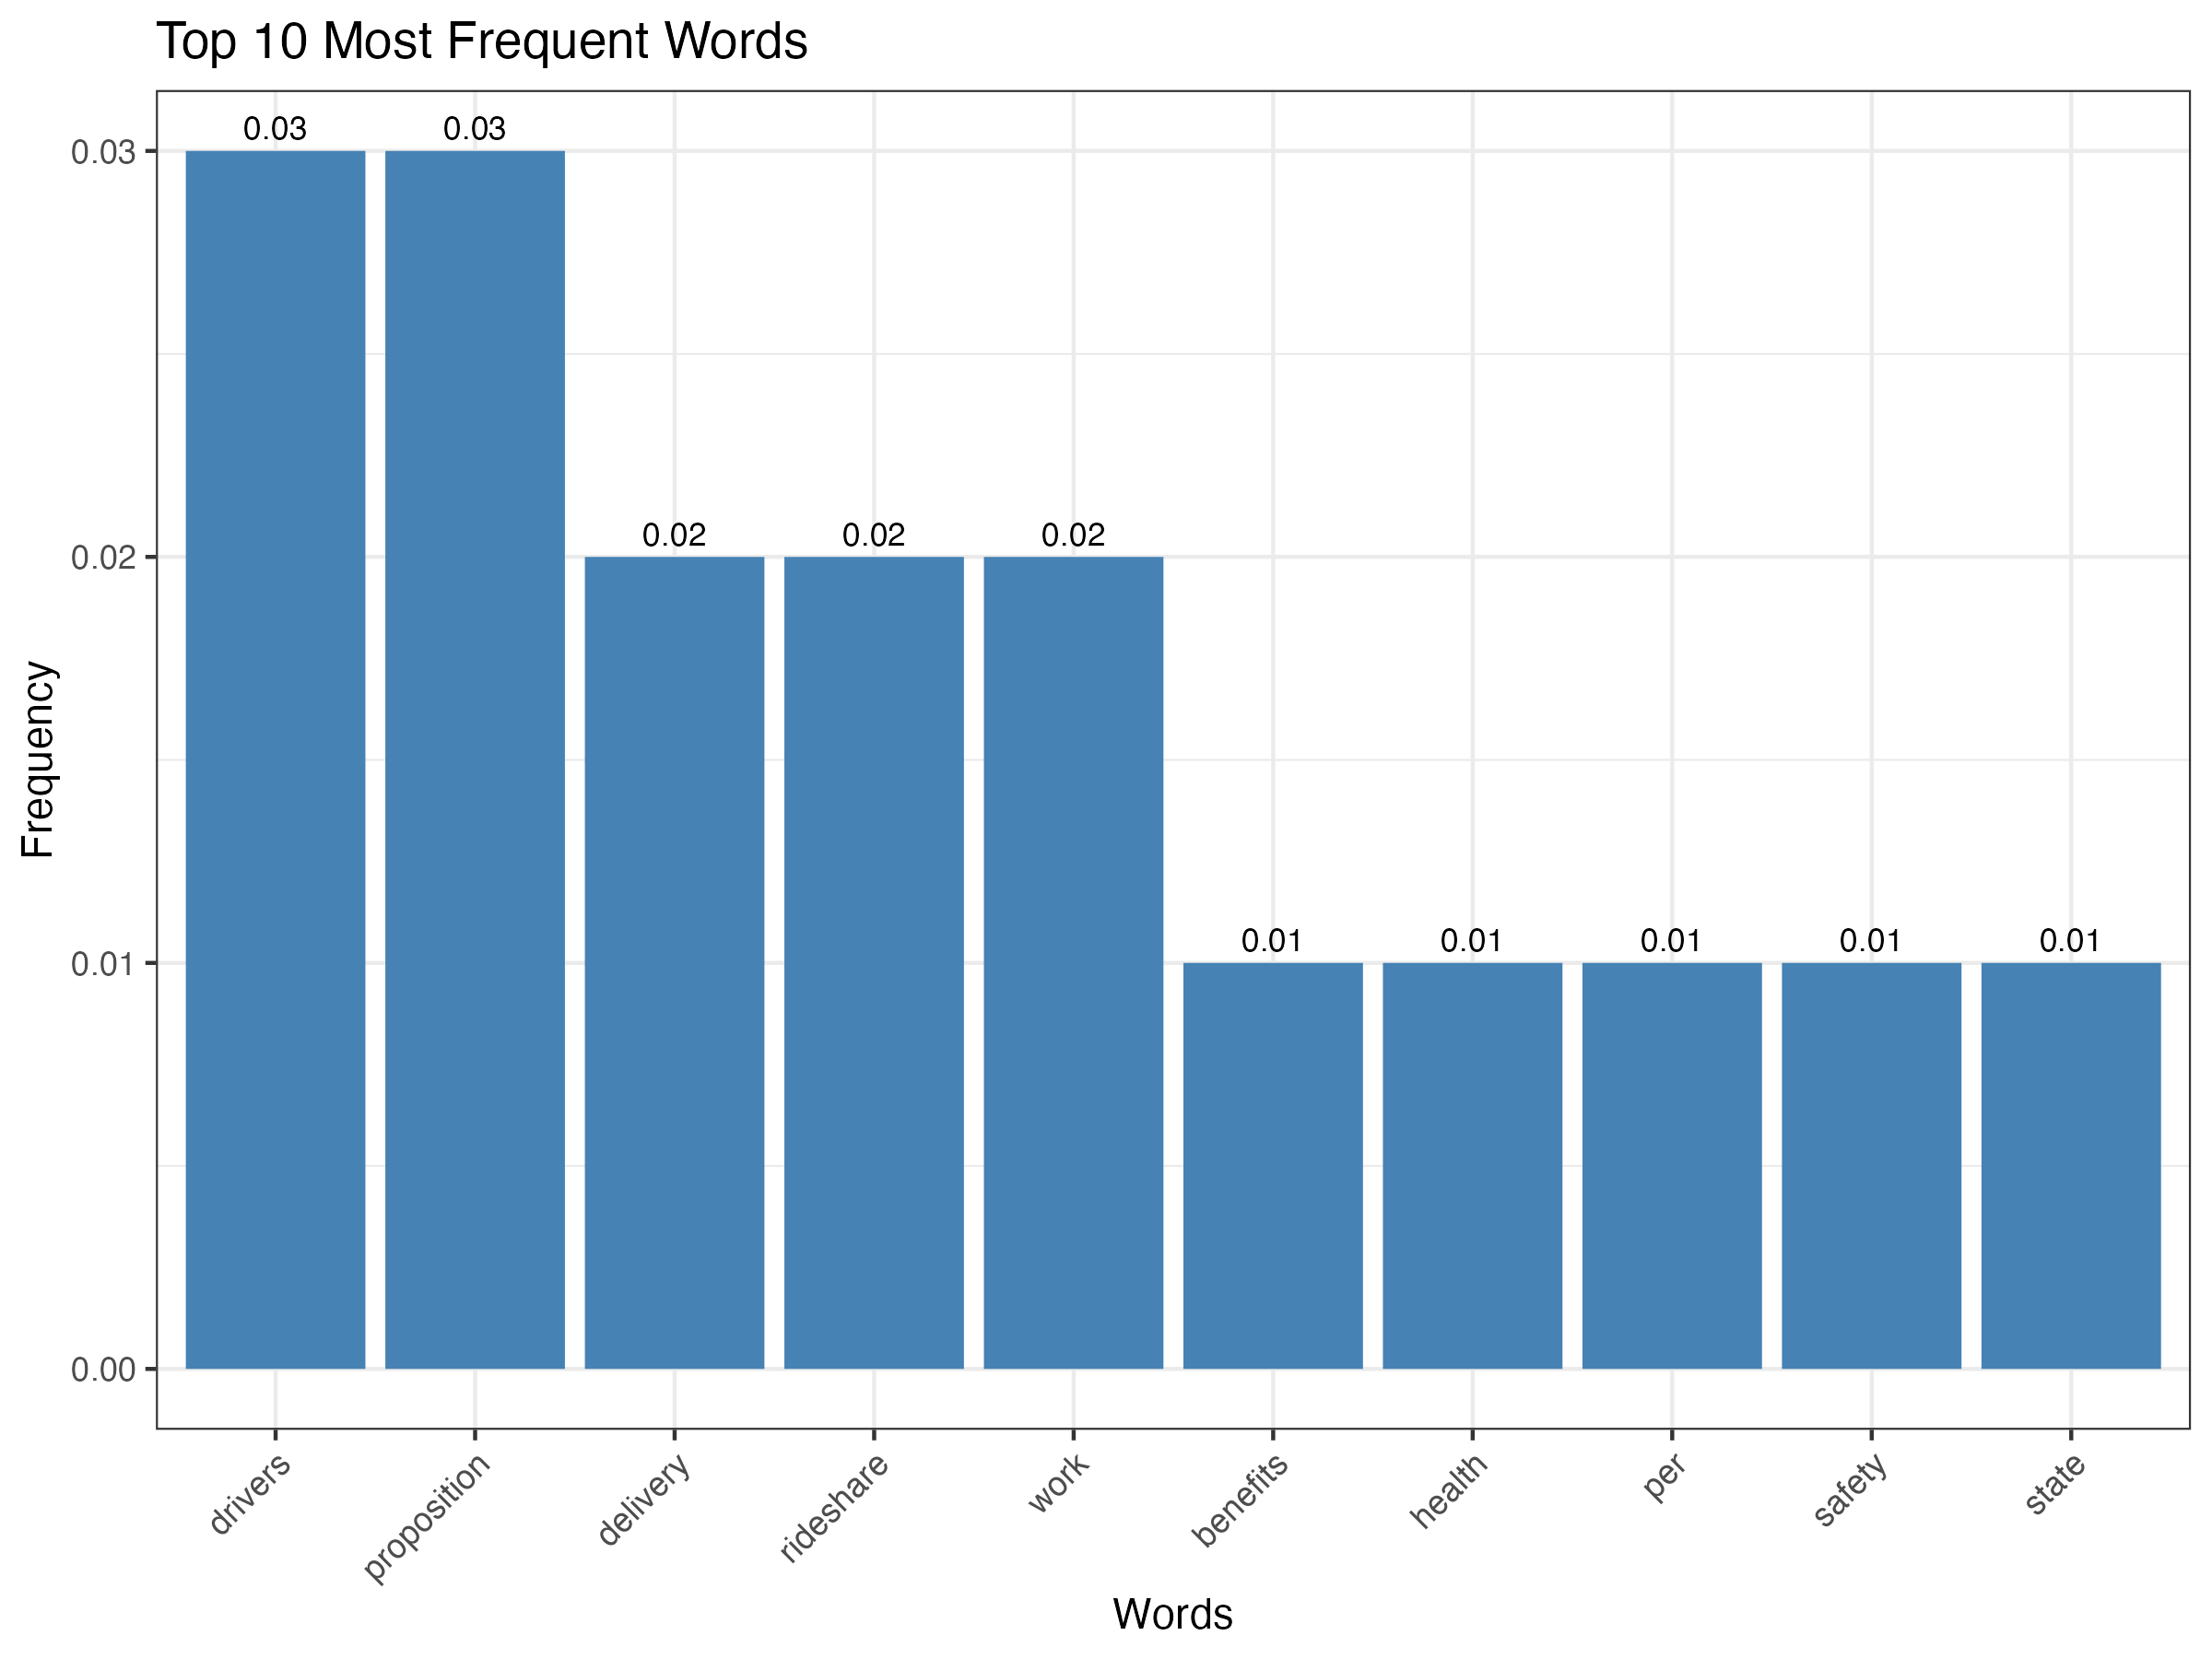 Top 10 Most Frequent Words
Frequency
0.03
0.02
0.01
0.00
0.03
0.03
0.02
0.02
0.02
0.01
0.01
0.01
0.01
0.01
drivers
proposition
delivery
rideshare
work
benefits
health
per
safety
state
Words